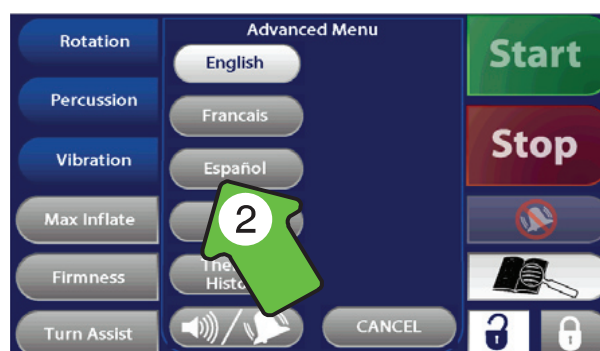 Advanced Menu
Rotation
Percussion
Vibration
Max Inflate
Firmness
Turn Assist
English
Francais
Español
2
CANCEL
Start
Stop